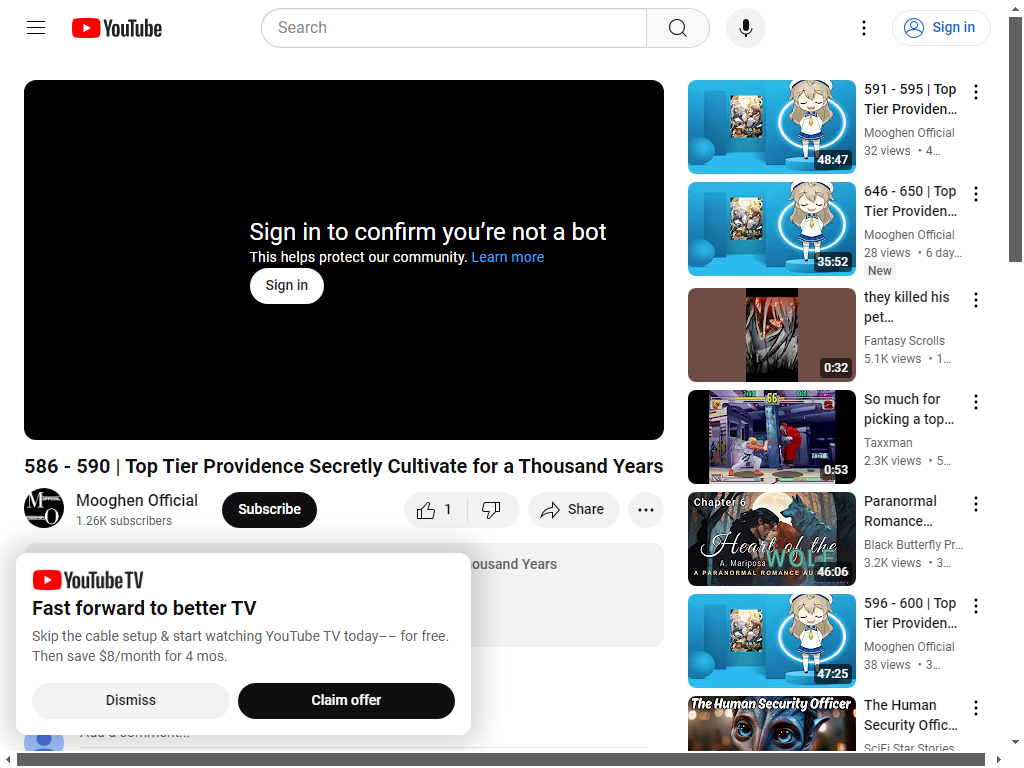 YouTube
Search
Sign in
Sign in to confirm you’re not a bot
This helps protect our community. Learn more
Sign in
586 - 590 | Top Tier Providence Secretly Cultivate for a Thousand Years
Mooghen Official
1.26K subscribers
Subscribe
1
Share
ousand Years
YouTube TV
Fast forward to better TV
Skip the cable setup & start watching YouTube TV today–– for free.
Then save $8/month for 4 mos.
Dismiss
Claim offer
Add a comment...
591 - 595 | Top
Tier Providen…
Mooghen Official
32 views • 4…
48:47
646 - 650 | Top
Tier Providen…
Mooghen Official
28 views • 6 day…
New
35:52
they killed his
pet…
Fantasy Scrolls
5.1K views • 1…
0:32
So much for
picking a top…
Taxxman
2.3K views • 5…
66
0:53
Chapter 6
Heart of the
WOLF
A. Mariposa
A PARANORMAL ROMANCE AU
46:06
Paranormal
Romance…
Black Butterfly Pr…
3.2K views • 3…
596 - 600 | Top
Tier Providen…
Mooghen Official
38 views • 3…
47:25
The Human Security Officer
The Human
Security Offic…
SciFi Star Stories